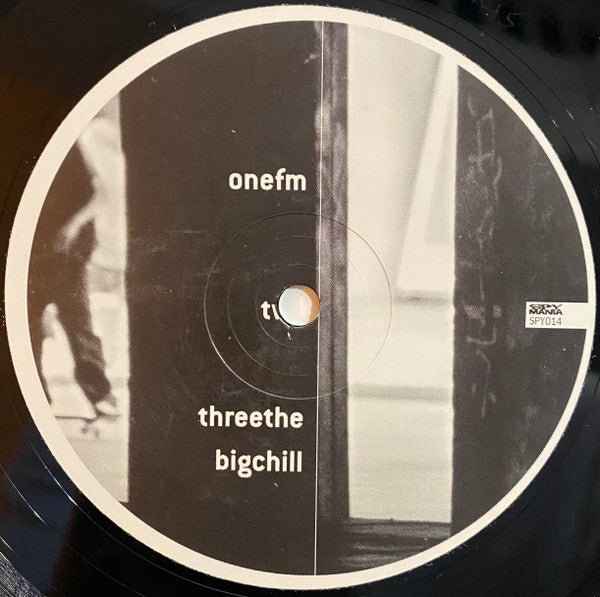 onefm
threethe
bigchill
SPY
MANIA
SPY014